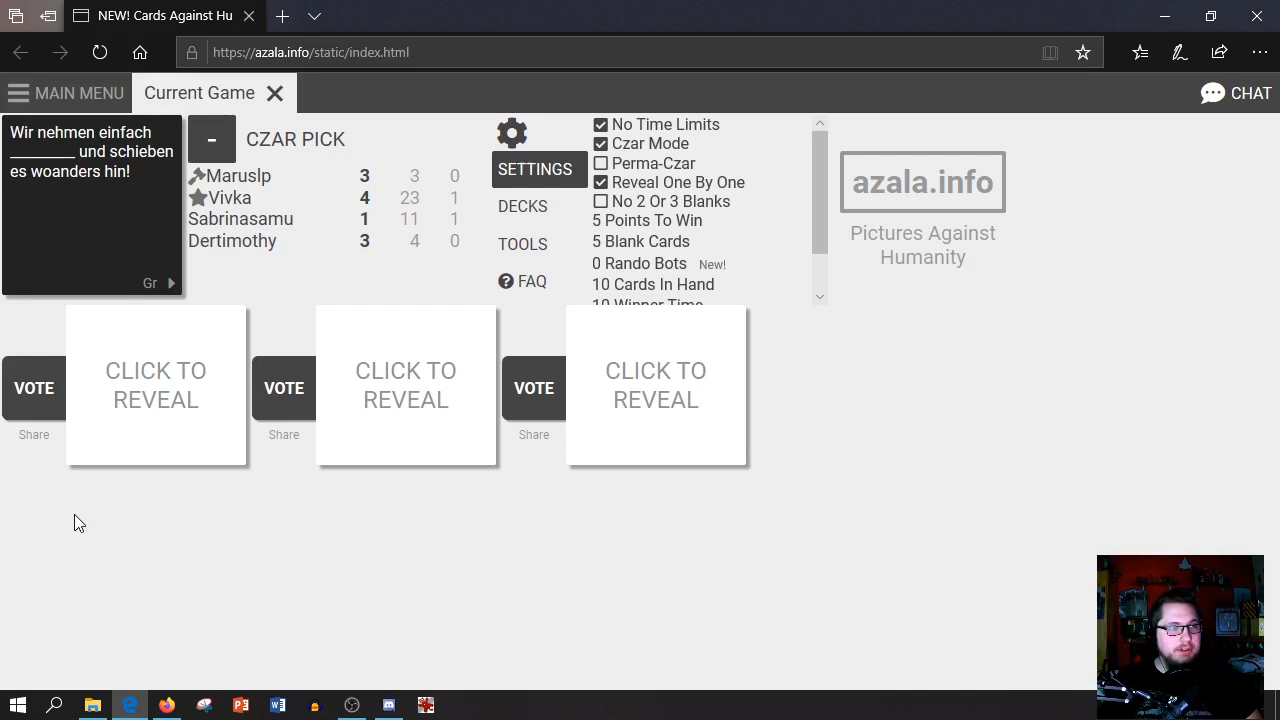 NEW! Cards Against Hu
https://azala.info/static/index.html
MAIN MENU
Current Game
CHAT
Wir nehmen einfach
________ und schieben
es woanders hin!
Gr
-
CZAR PICK
Maruslp 3 3 0
Vivka 4 23 1
Sabrinasamu 1 11 1
Dertimothy 3 4 0
SETTINGS
DECKS
TOOLS
? FAQ
No Time Limits
Czar Mode
Perma-Czar
Reveal One By One
No 2 Or 3 Blanks
5 Points To Win
5 Blank Cards
0 Rando Bots New!
10 Cards In Hand
10 Winner Time
azala.info
Pictures Against
Humanity
VOTE
Share
CLICK TO
REVEAL
VOTE
Share
CLICK TO
REVEAL
VOTE
Share
CLICK TO
REVEAL